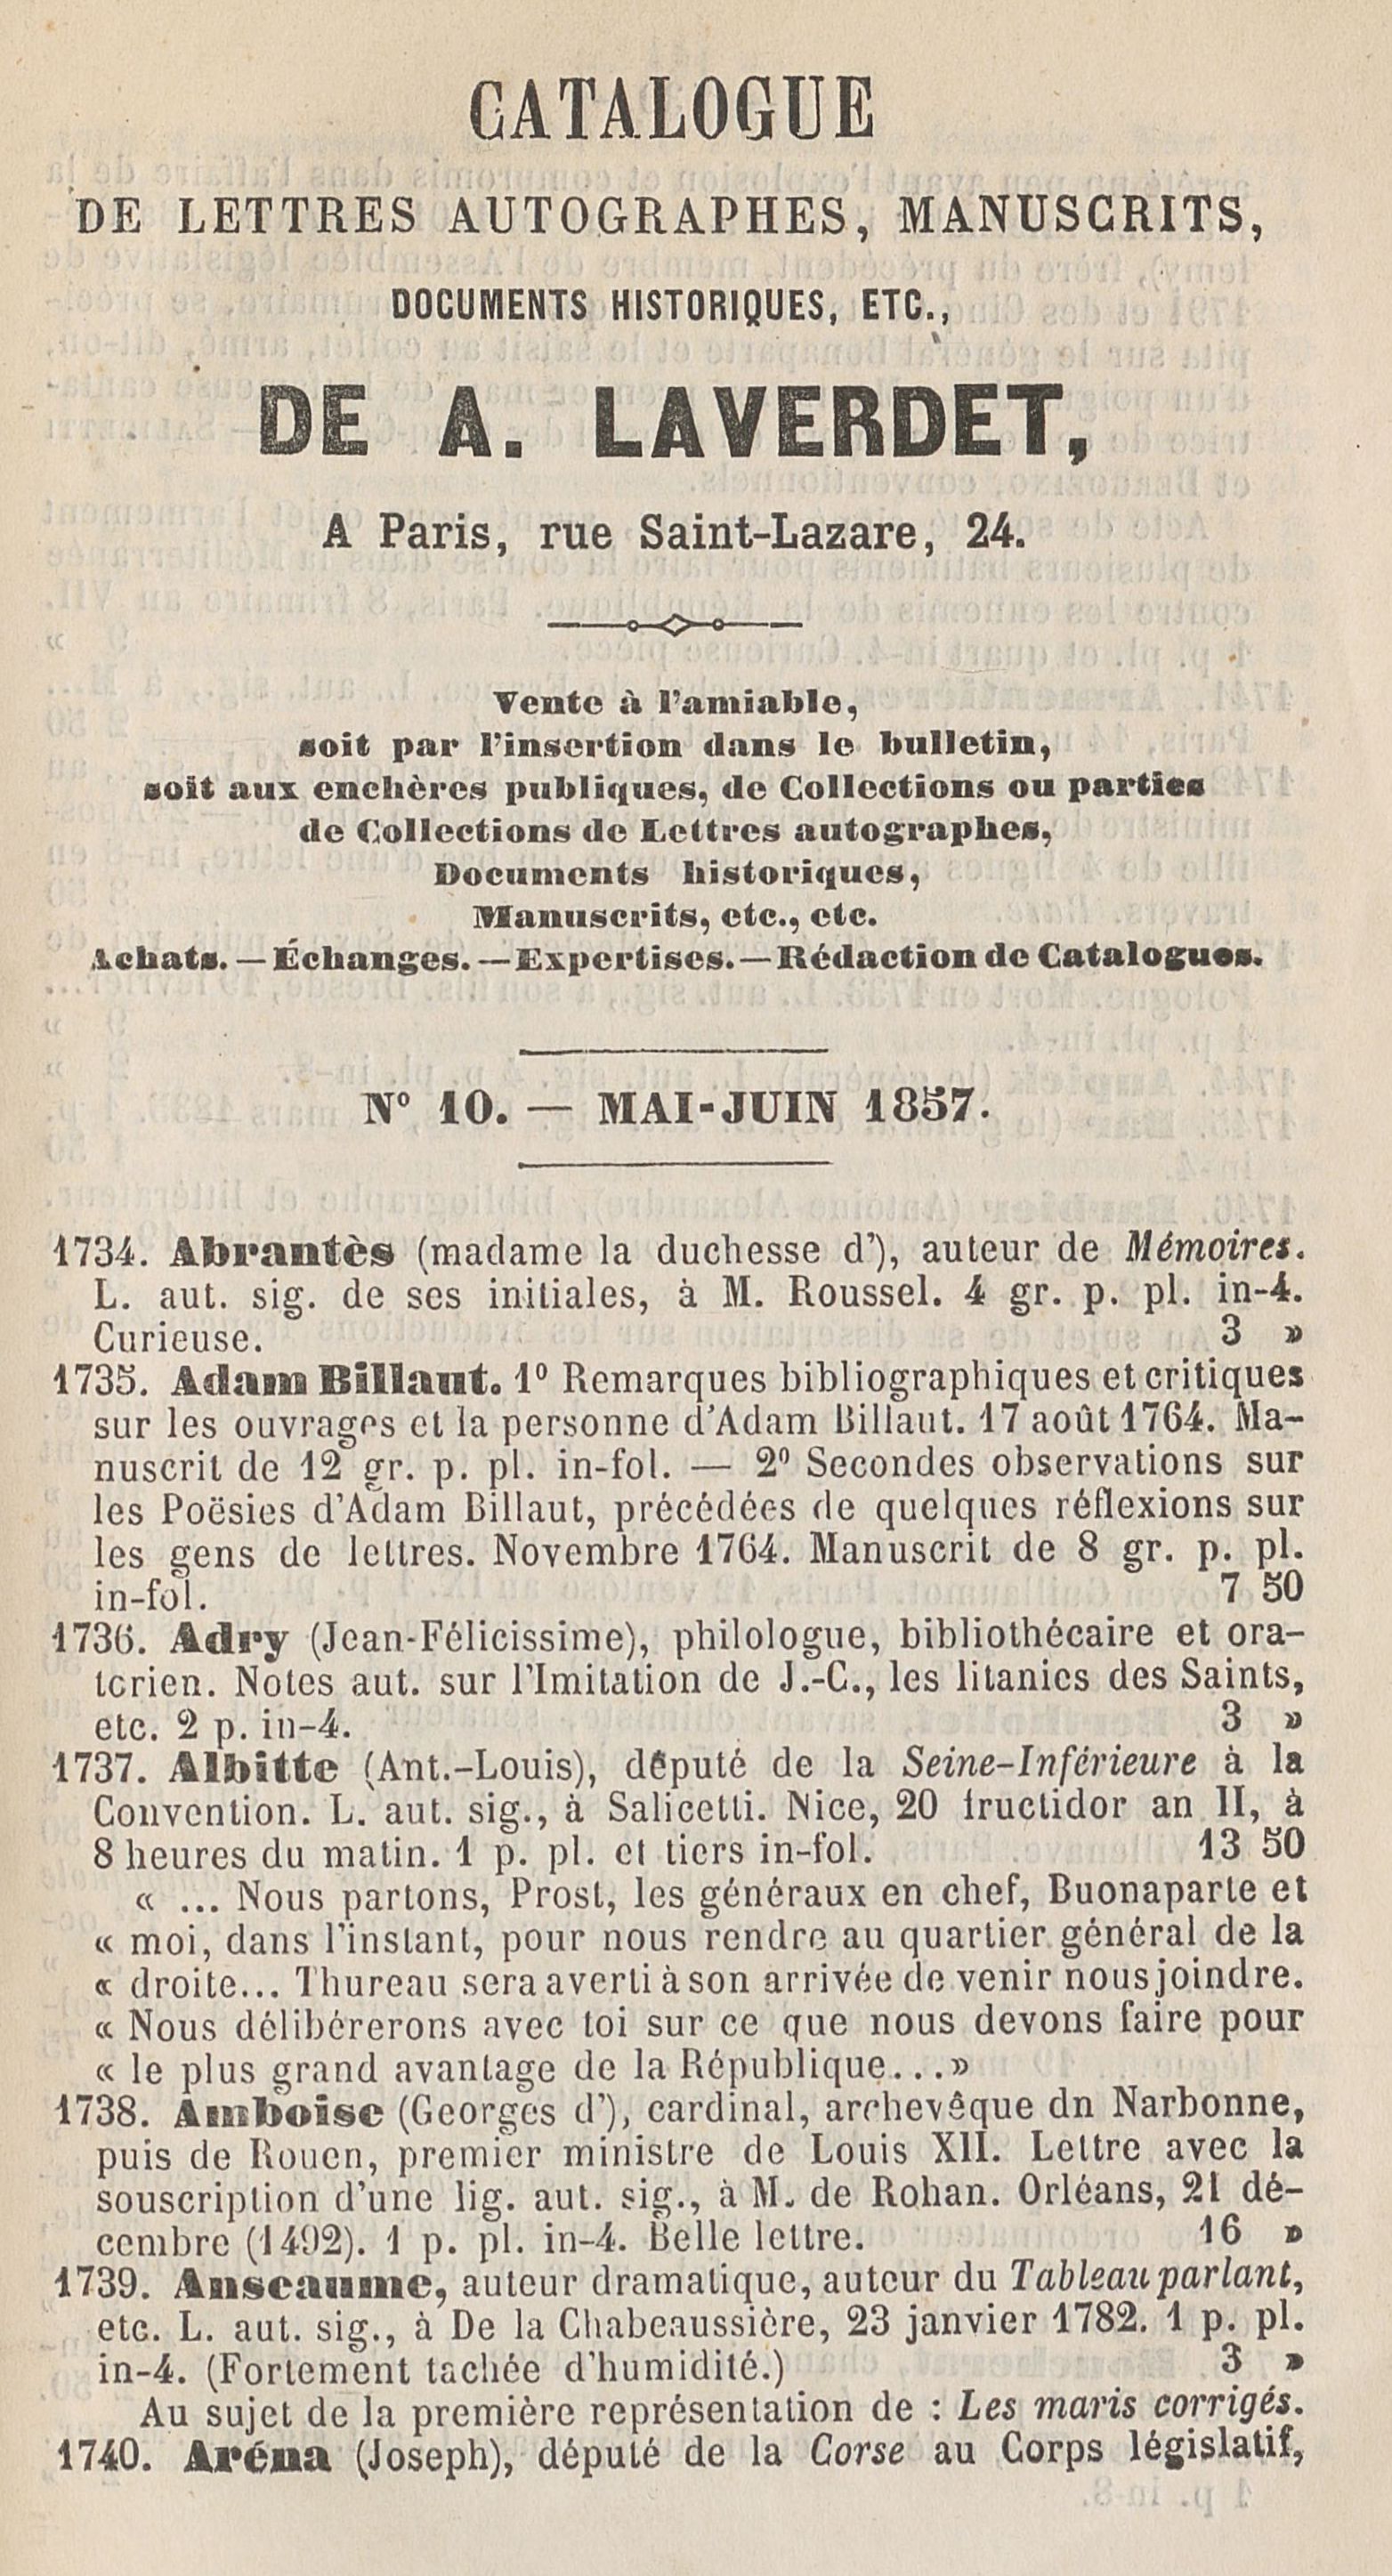 CATALOGUE
DE LETTRES AUTOGRAPHES, MANUSCRITS,
DOCUMENTS HISTORIQUES, ETC.,
DE A. LAVERDET,
A Paris, rue Saint-Lazare, 24.
Vente à l'amiable,
soit par l'insertion dans le bulletin,
soit aux enchères publiques, de Collections ou parties
de Collections de Lettres autographes,
Documents historiques,
Manuscrits, etc., etc.
Achats. — Échanges. — Expertises. — Rédaction de Catalogues.
N° 10. — MAI-JUIN 1857.
1734. Abrantès (madame la duchesse d'), auteur de Mémoires.
L. aut. sig. de ses initiales, à M. Roussel. 4 gr. p. pl. in-4.
Curieuse. 3 »
1735. Adam Billaut. 1° Remarques bibliographiques et critiques
sur les ouvrages et la personne d'Adam Billaut. 17 août 1764. Ma-
nuscrit de 12 gr. p. pl. in-fol. — 2° Secondes observations sur
les Poësies d'Adam Billaut, précédées de quelques réflexions sur
les gens de lettres. Novembre 1764. Manuscrit de 8 gr. p. pl.
in-fol. 7 50
1736. Adry (Jean-Félicissime), philologue, bibliothécaire et ora-
torien. Notes aut. sur l'Imitation de J.-C., les litanies des Saints,
etc. 2 p. in-4. 3 »
1737. Albitte (Ant.-Louis), député de la Seine-Inférieure à la
Convention. L. aut. sig., à Salicetti. Nice, 20 fructidor an II, à
8 heures du matin. 1 p. pl. et tiers in-fol. 13 50
« ... Nous partons, Prost, les généraux en chef, Buonaparte et
« moi, dans l'instant, pour nous rendre au quartier général de la
« droite... Thureau sera averti à son arrivée de venir nous joindre.
« Nous délibérerons avec toi sur ce que nous devons faire pour
« le plus grand avantage de la République...»
1738. Amboise (Georges d'), cardinal, archevêque dn Narbonne,
puis de Rouen, premier ministre de Louis XII. Lettre avec la
souscription d'une lig. aut. sig., à M. de Rohan. Orléans, 21 dé-
cembre (1492). 1 p. pl. in-4. Belle lettre. 16 »
1739. Anseaume, auteur dramatique, auteur du Tableau parlant,
etc. L. aut. sig., à De la Chabeaussière, 23 janvier 1782. 1 p. pl.
in-4. (Fortement tachée d'humidité.) 3 »
Au sujet de la première représentation de : Les maris corrigés.
1740. Aréna (Joseph), député de la Corse au Corps législatif,